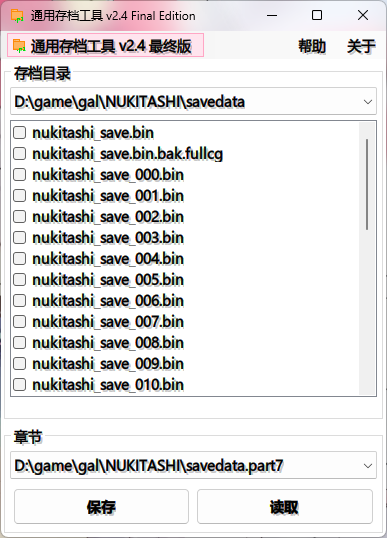 通用存档工具 v2.4 Final Edition
通用存档工具 v2.4 最终版 帮助 关于
存档目录
D:\game\gal\NUKITASHI\savedata
nukitashi_save.bin
nukitashi_save.bin.bak.fullcg
nukitashi_save_000.bin
nukitashi_save_001.bin
nukitashi_save_002.bin
nukitashi_save_003.bin
nukitashi_save_004.bin
nukitashi_save_005.bin
nukitashi_save_006.bin
nukitashi_save_007.bin
nukitashi_save_008.bin
nukitashi_save_009.bin
nukitashi_save_010.bin
章节
D:\game\gal\NUKITASHI\savedata.part7
保存 读取